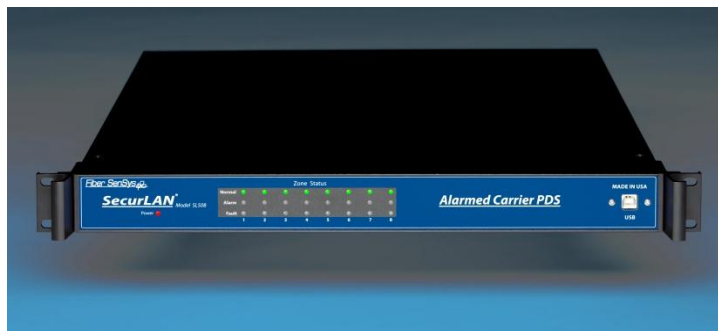 Fiber SenSys
SecurLAN® Model SL508
Power
Zone Status
Normal
Alarm
Fault
1 2 3 4 5 6 7 8
Alarmed Carrier PDS
MADE IN USA
USB